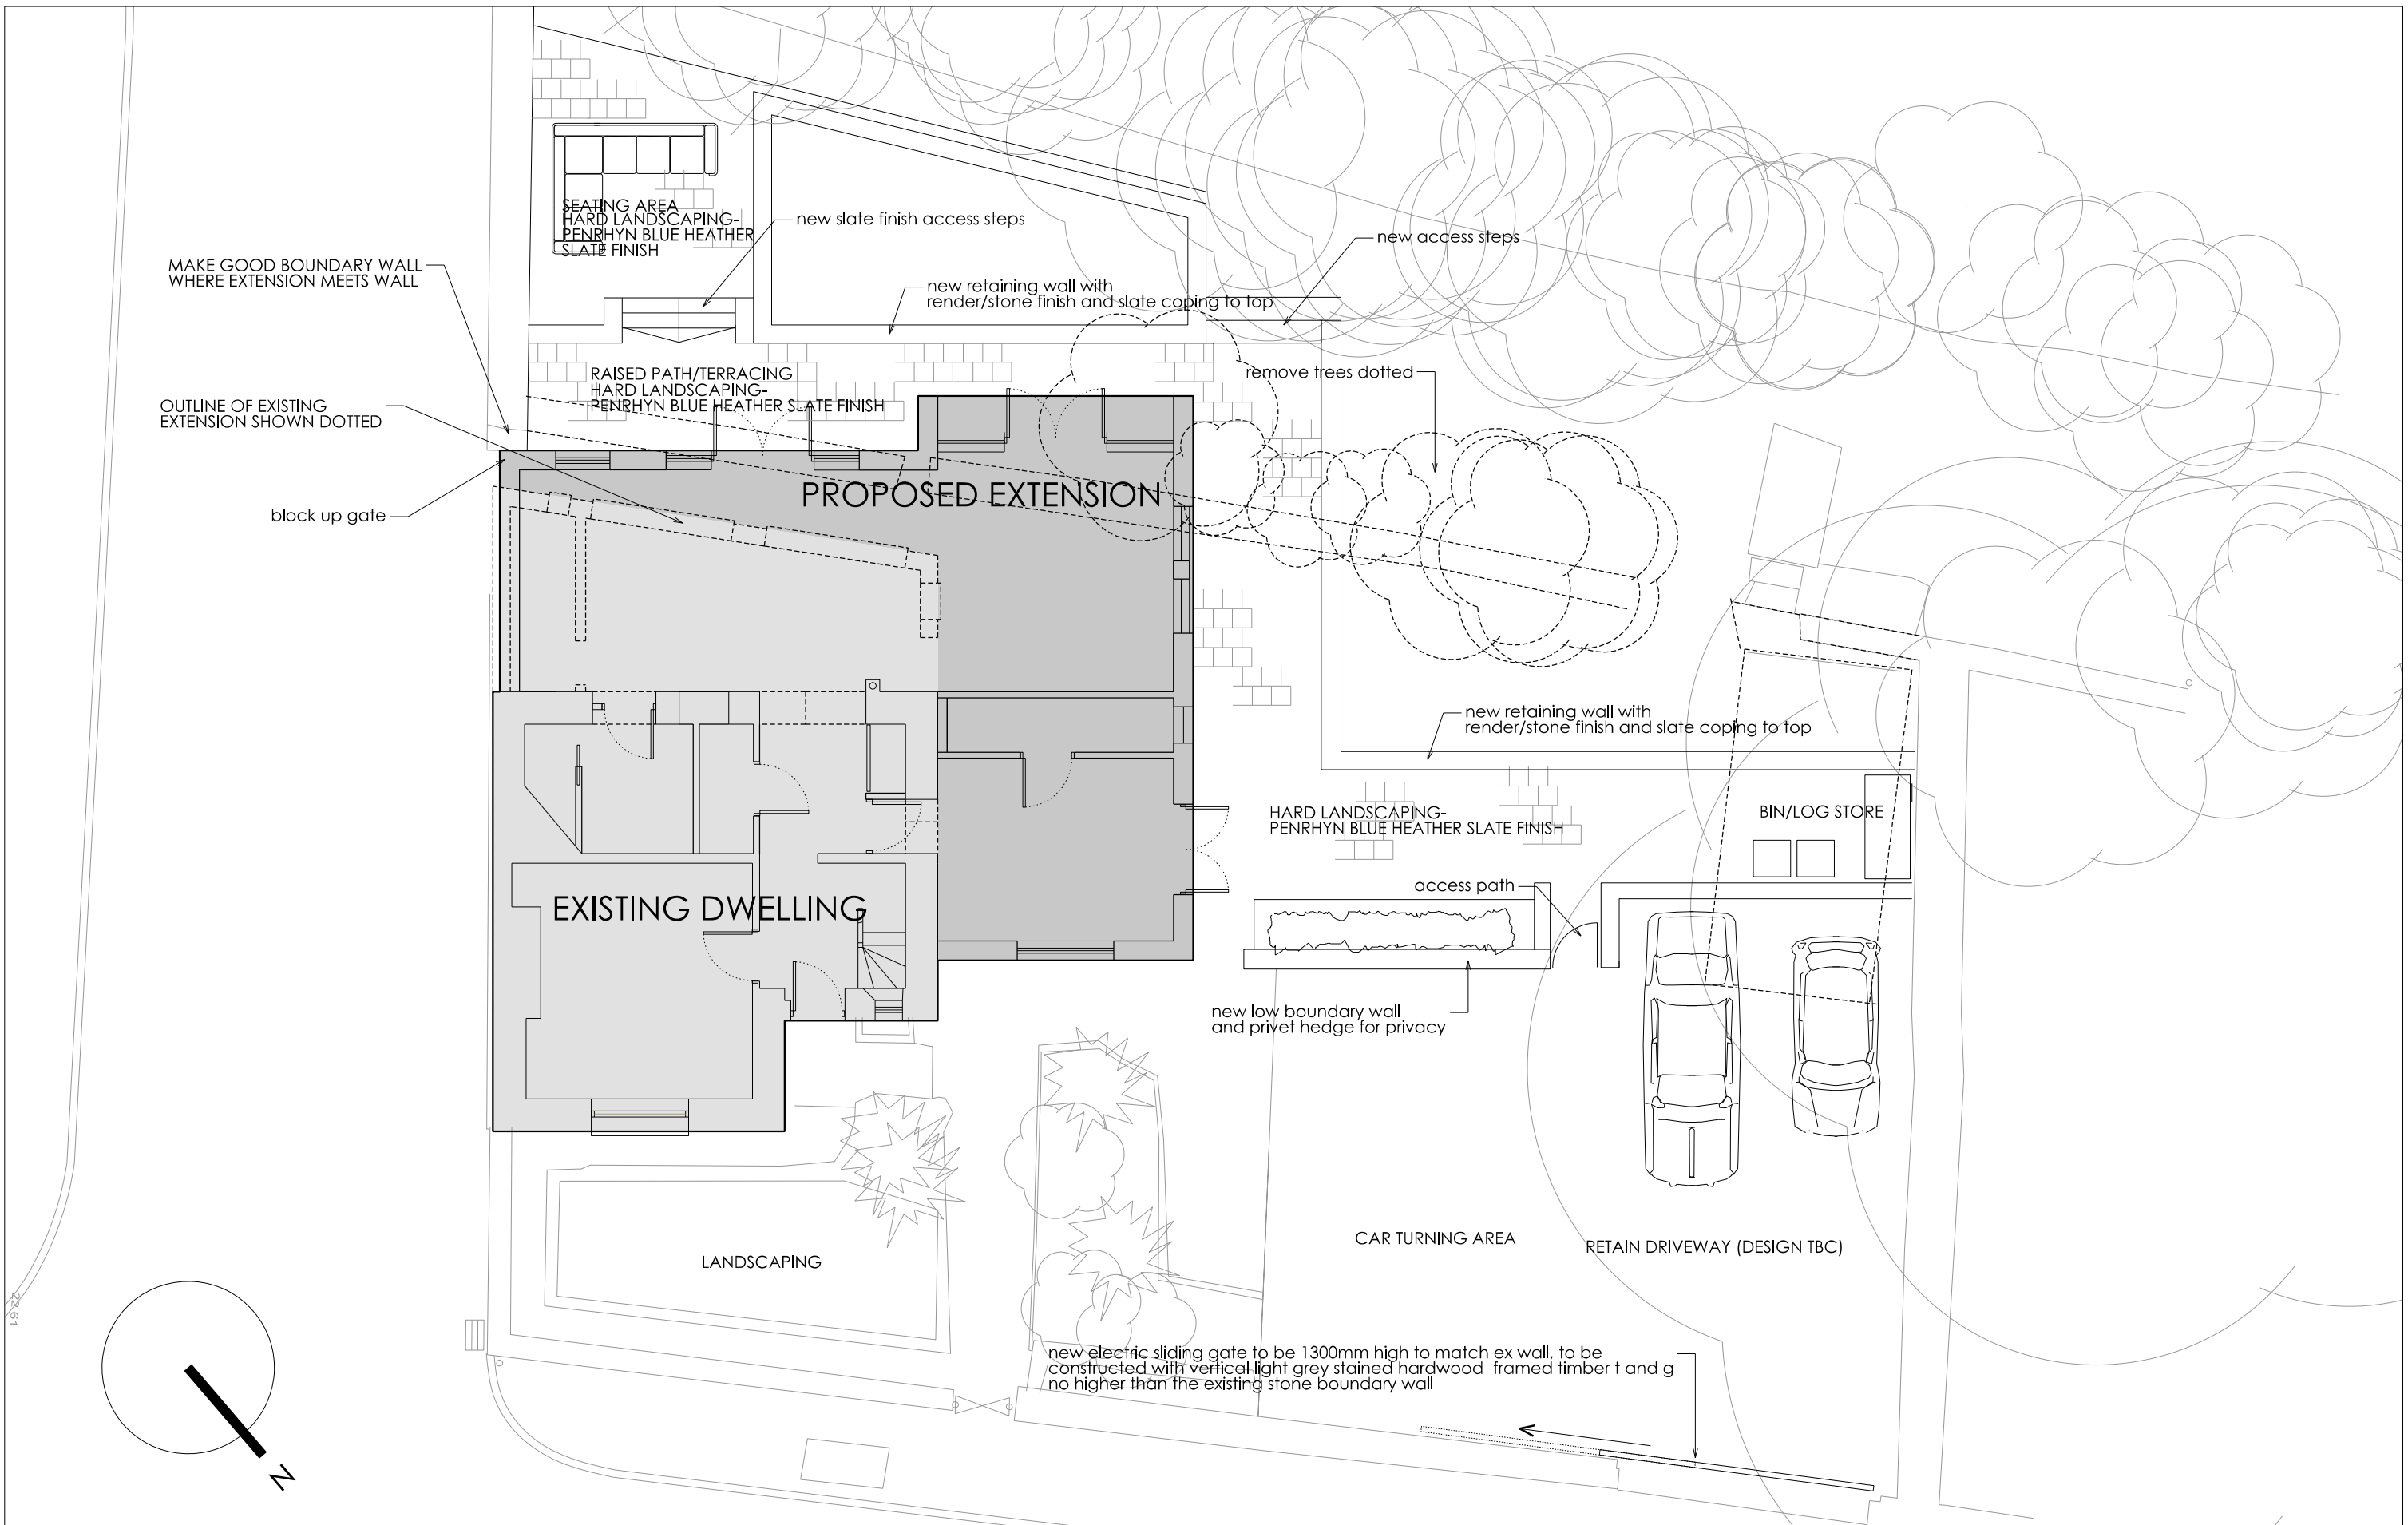 SEATING AREA
HARD LANDSCAPING-
PENRHYN BLUE HEATHER
SLATE FINISH
new slate finish access steps
new access steps
MAKE GOOD BOUNDARY WALL
WHERE EXTENSION MEETS WALL
new retaining wall with
render/stone finish and slate coping to top
RAISED PATH/TERRACING
HARD LANDSCAPING-
PENRHYN BLUE HEATHER SLATE FINISH
remove trees dotted
OUTLINE OF EXISTING
EXTENSION SHOWN DOTTED
PROPOSED EXTENSION
block up gate
new retaining wall with
render/stone finish and slate coping to top
HARD LANDSCAPING-
PENRHYN BLUE HEATHER SLATE FINISH
BIN/LOG STORE
access path
EXISTING DWELLING
new low boundary wall
and privet hedge for privacy
CAR TURNING AREA
RETAIN DRIVEWAY (DESIGN TBC)
LANDSCAPING
22.61
new electric sliding gate to be 1300mm high to match ex wall, to be
constructed with vertical light grey stained hardwood framed timber t and g
no higher than the existing stone boundary wall
N